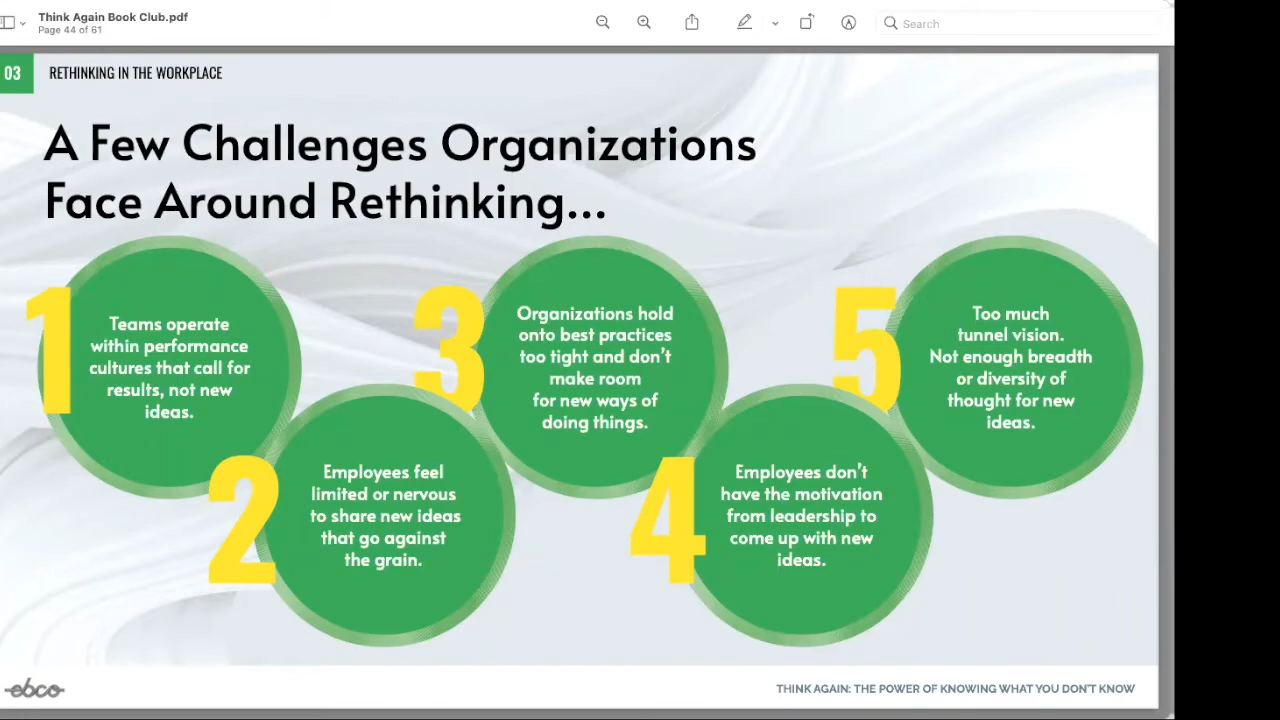 Think Again Book Club.pdf
Page 44 of 61
Search
03
RETHINKING IN THE WORKPLACE
A Few Challenges Organizations
Face Around Rethinking...
1
Teams operate
within performance
cultures that call for
results, not new
ideas.
2
Employees feel
limited or nervous
to share new ideas
that go against
the grain.
3
Organizations hold
onto best practices
too tight and don't
make room
for new ways of
doing things.
4
Employees don't
have the motivation
from leadership to
come up with new
ideas.
5
Too much
tunnel vision.
Not enough breadth
or diversity of
thought for new
ideas.
ebco
THINK AGAIN: THE POWER OF KNOWING WHAT YOU DON'T KNOW